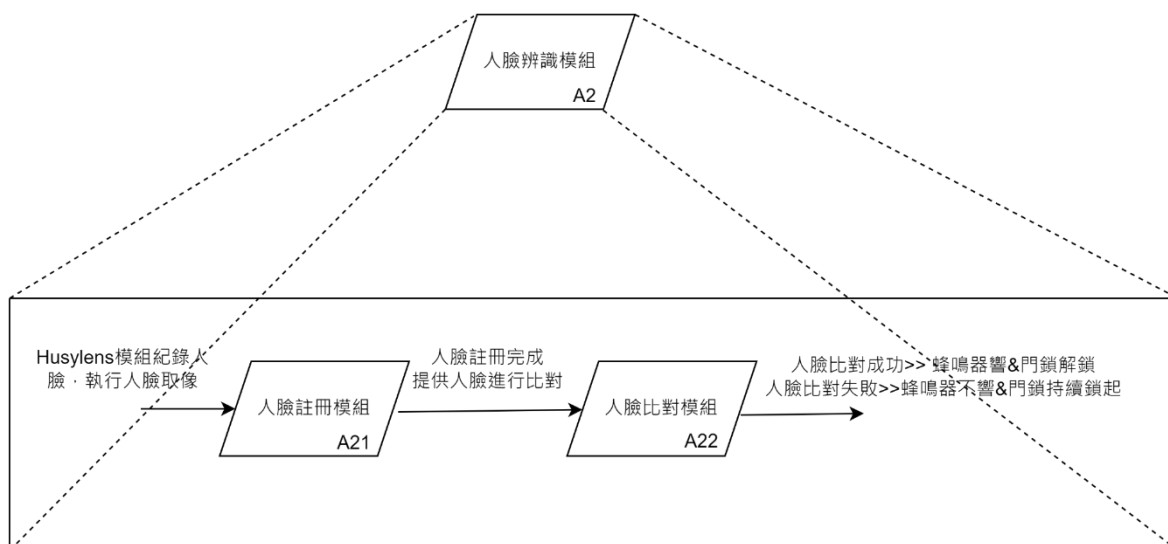 人臉辨識模組
A2
Husylens模組紀錄人
臉，執行人臉取像
人臉註冊模組
A21
人臉註冊完成
提供人臉進行比對
人臉比對模組
A22
人臉比對成功>> 蜂鳴器響&門鎖解鎖
人臉比對失敗>>蜂鳴器不響&門鎖持續鎖起